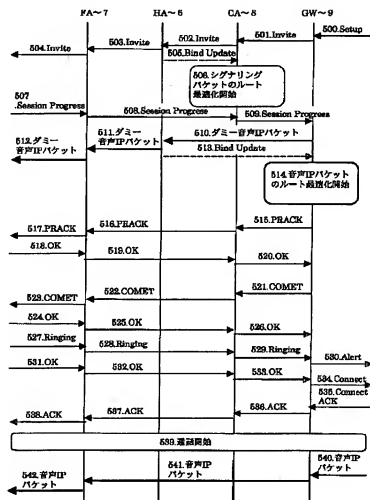 FA～7
HA～6
CA～8
GW～9
500.Setup
501.Invite
502.Invite
503.Invite
504.Invite
505.Bind Update
506.シグナリング
パケットのルート
最適化開始
507
.Session Progress
508.Session Progress
509.Session Progress
510.ダミー音声IPパケット
511.ダミー
音声IPパケット
512.ダミー
音声IPパケット
513.Bind Update
514.音声IPパケット
のルート最適化開始
515.PRACK
516.PRACK
517.PRACK
518.OK
519.OK
520.OK
521.COMET
522.COMET
523.COMET
524.OK
525.OK
526.OK
527.Ringing
528.Ringing
529.Ringing
530.Alert
531.OK
532.OK
533.OK
534.Connect
535.Connect
ACK
536.ACK
537.ACK
538.ACK
539.通話開始
540.音声IP
パケット
541.音声IP
パケット
542.音声IP
パケット